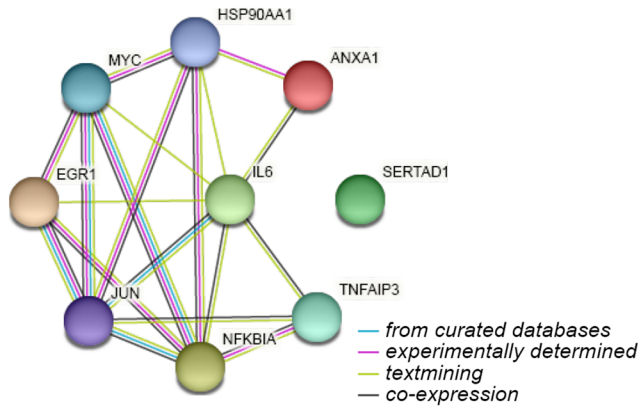 HSP90AA1
MYC
ANXA1
EGR1
IL6
SERTAD1
JUN
TNFAIP3
NFKBIA
from curated databases
experimentally determined
textmining
co-expression